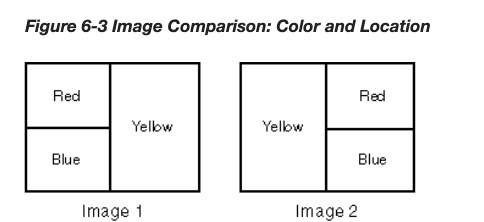 Figure 6-3 Image Comparison: Color and Location
Red
Yellow
Blue
Image 1
Yellow
Red
Blue
Image 2